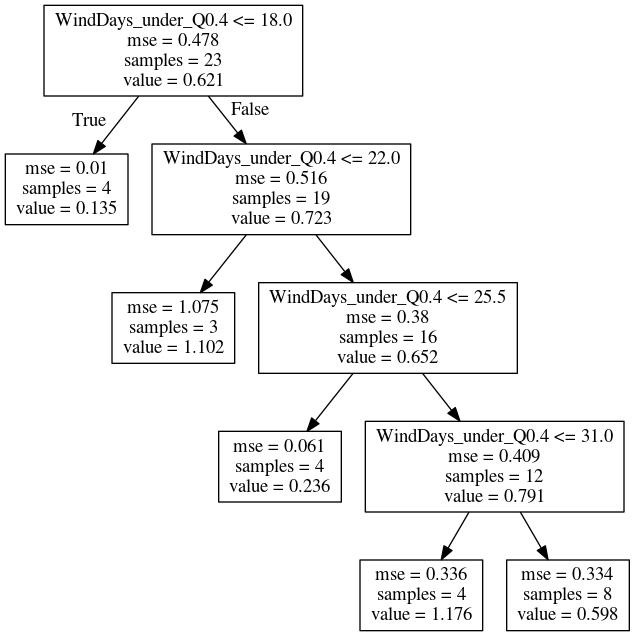 WindDays_under_Q0.4 <= 18.0
mse = 0.478
samples = 23
value = 0.621
True
False
mse = 0.01
samples = 4
value = 0.135
WindDays_under_Q0.4 <= 22.0
mse = 0.516
samples = 19
value = 0.723
mse = 1.075
samples = 3
value = 1.102
WindDays_under_Q0.4 <= 25.5
mse = 0.38
samples = 16
value = 0.652
mse = 0.061
samples = 4
value = 0.236
WindDays_under_Q0.4 <= 31.0
mse = 0.409
samples = 12
value = 0.791
mse = 0.336
samples = 4
value = 1.176
mse = 0.334
samples = 8
value = 0.598